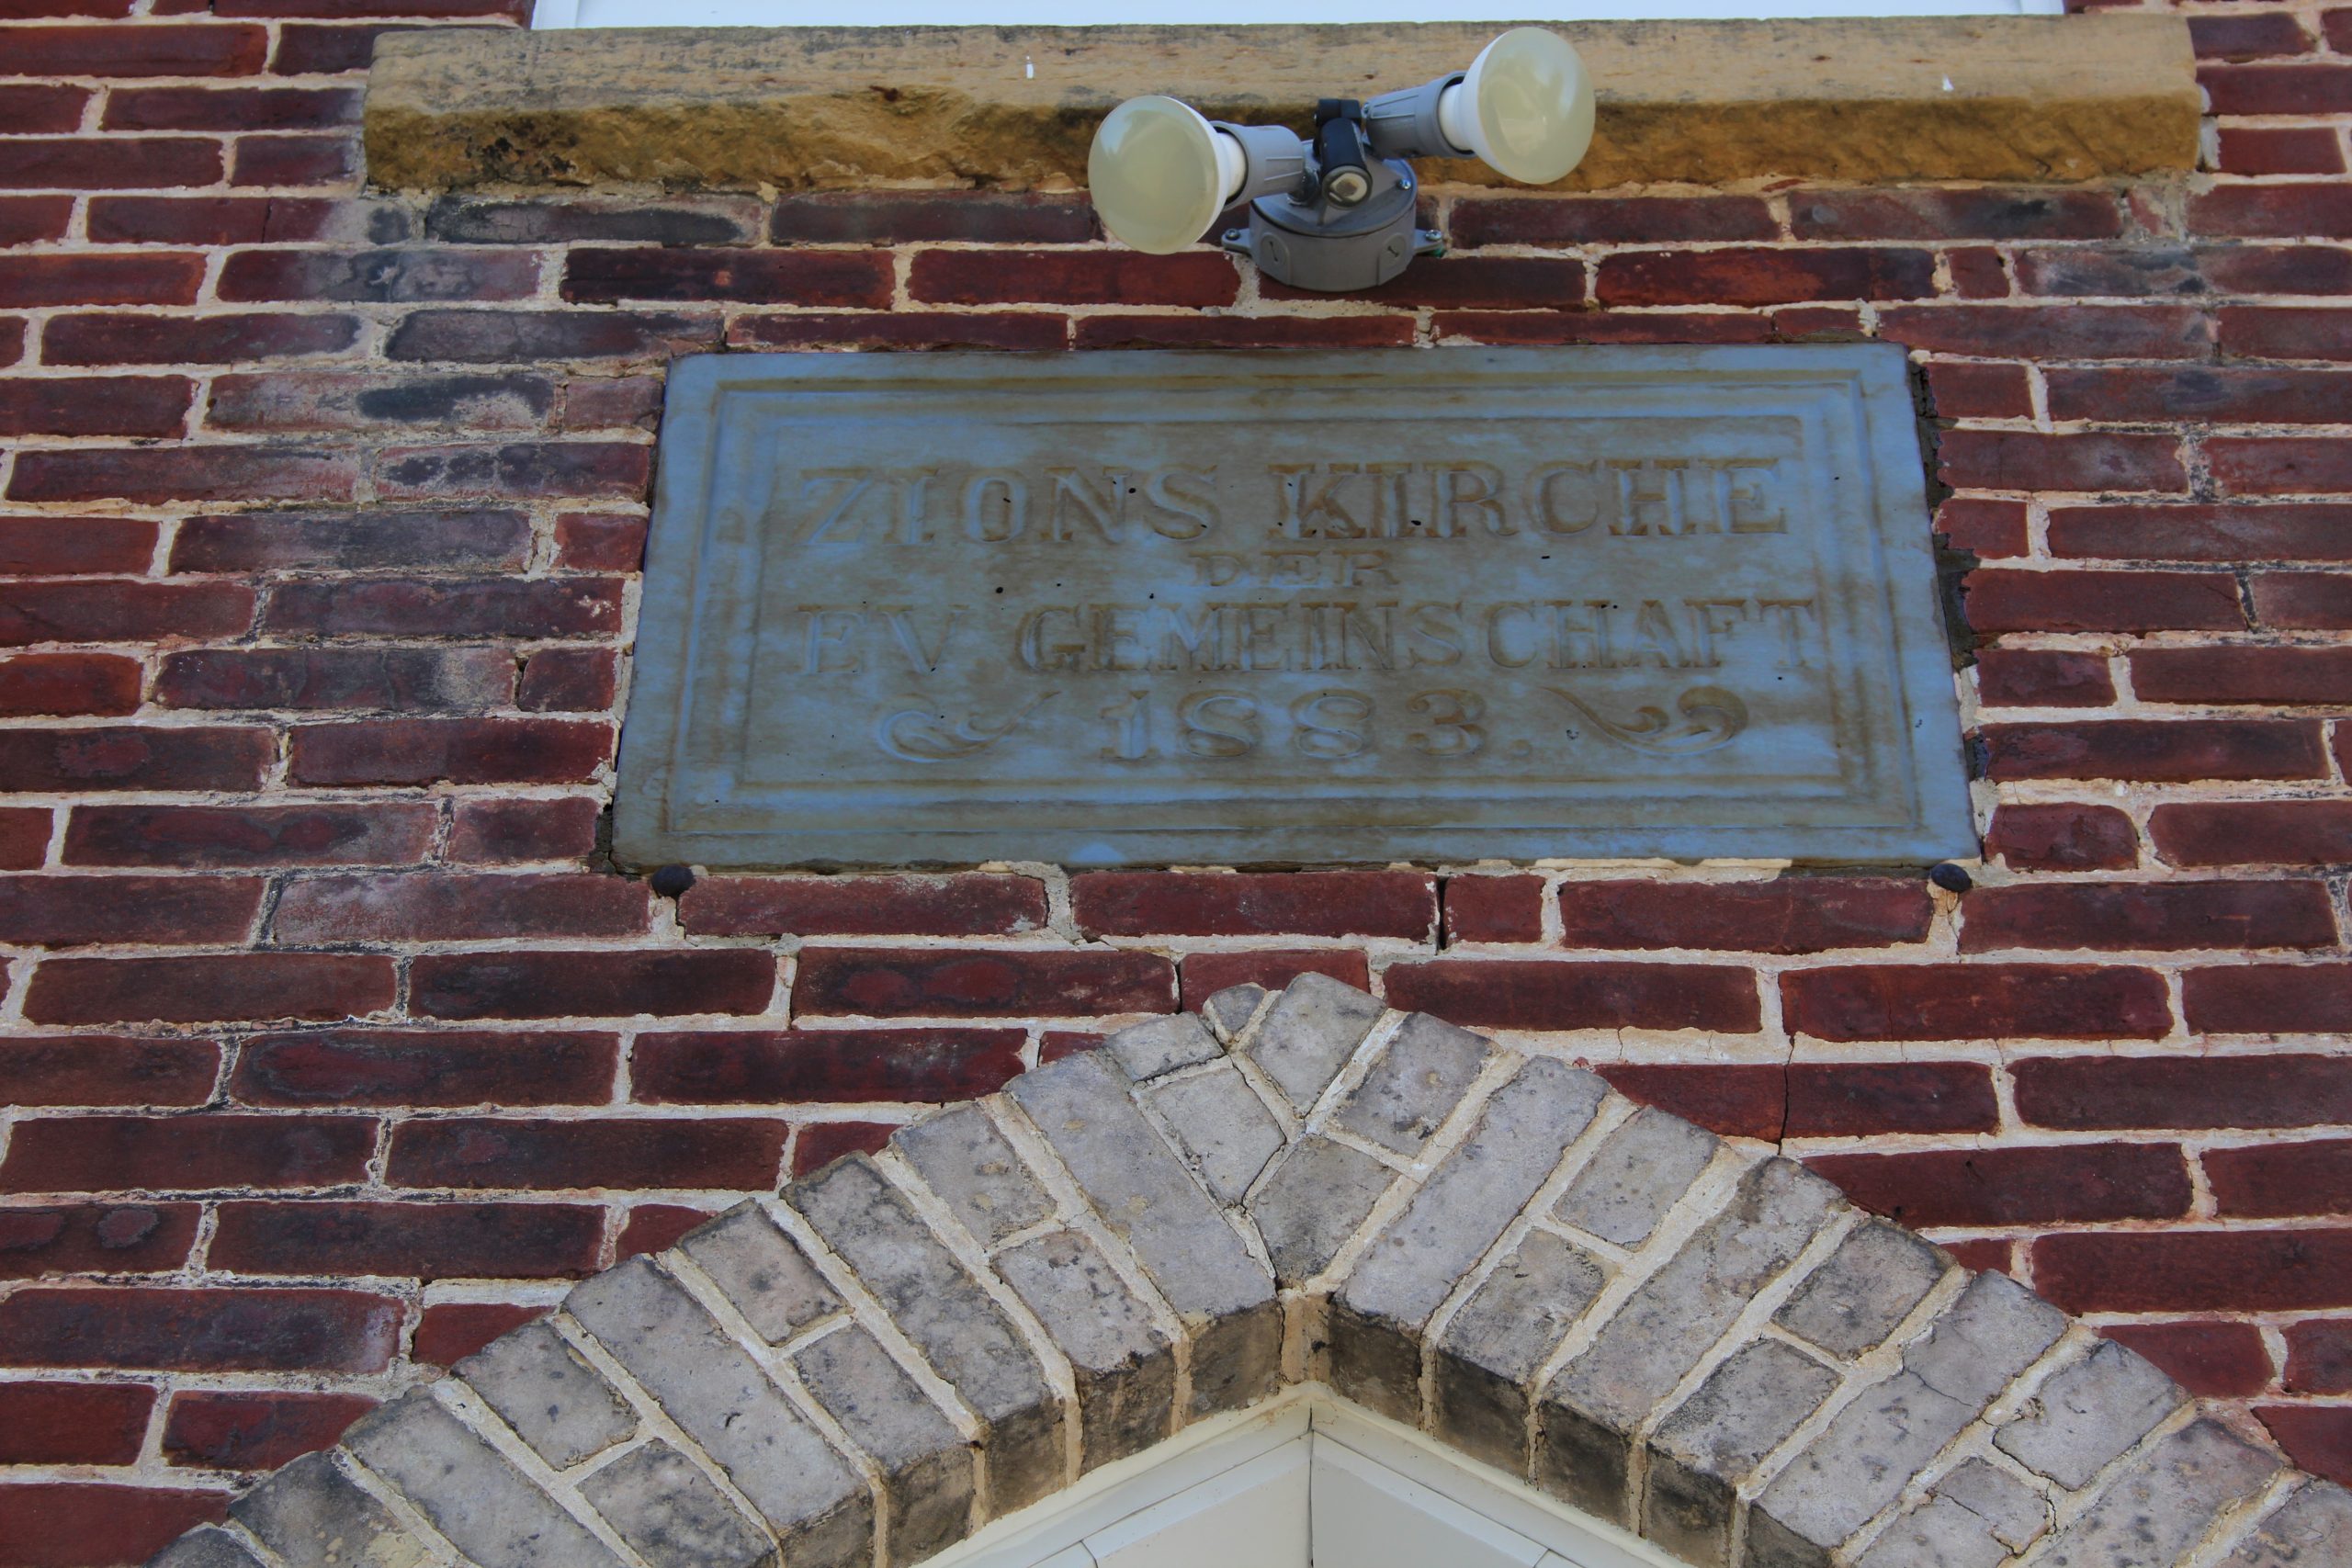 ZIONS KIRCHE
DER
EV GEMEINSCHAFT
1883.